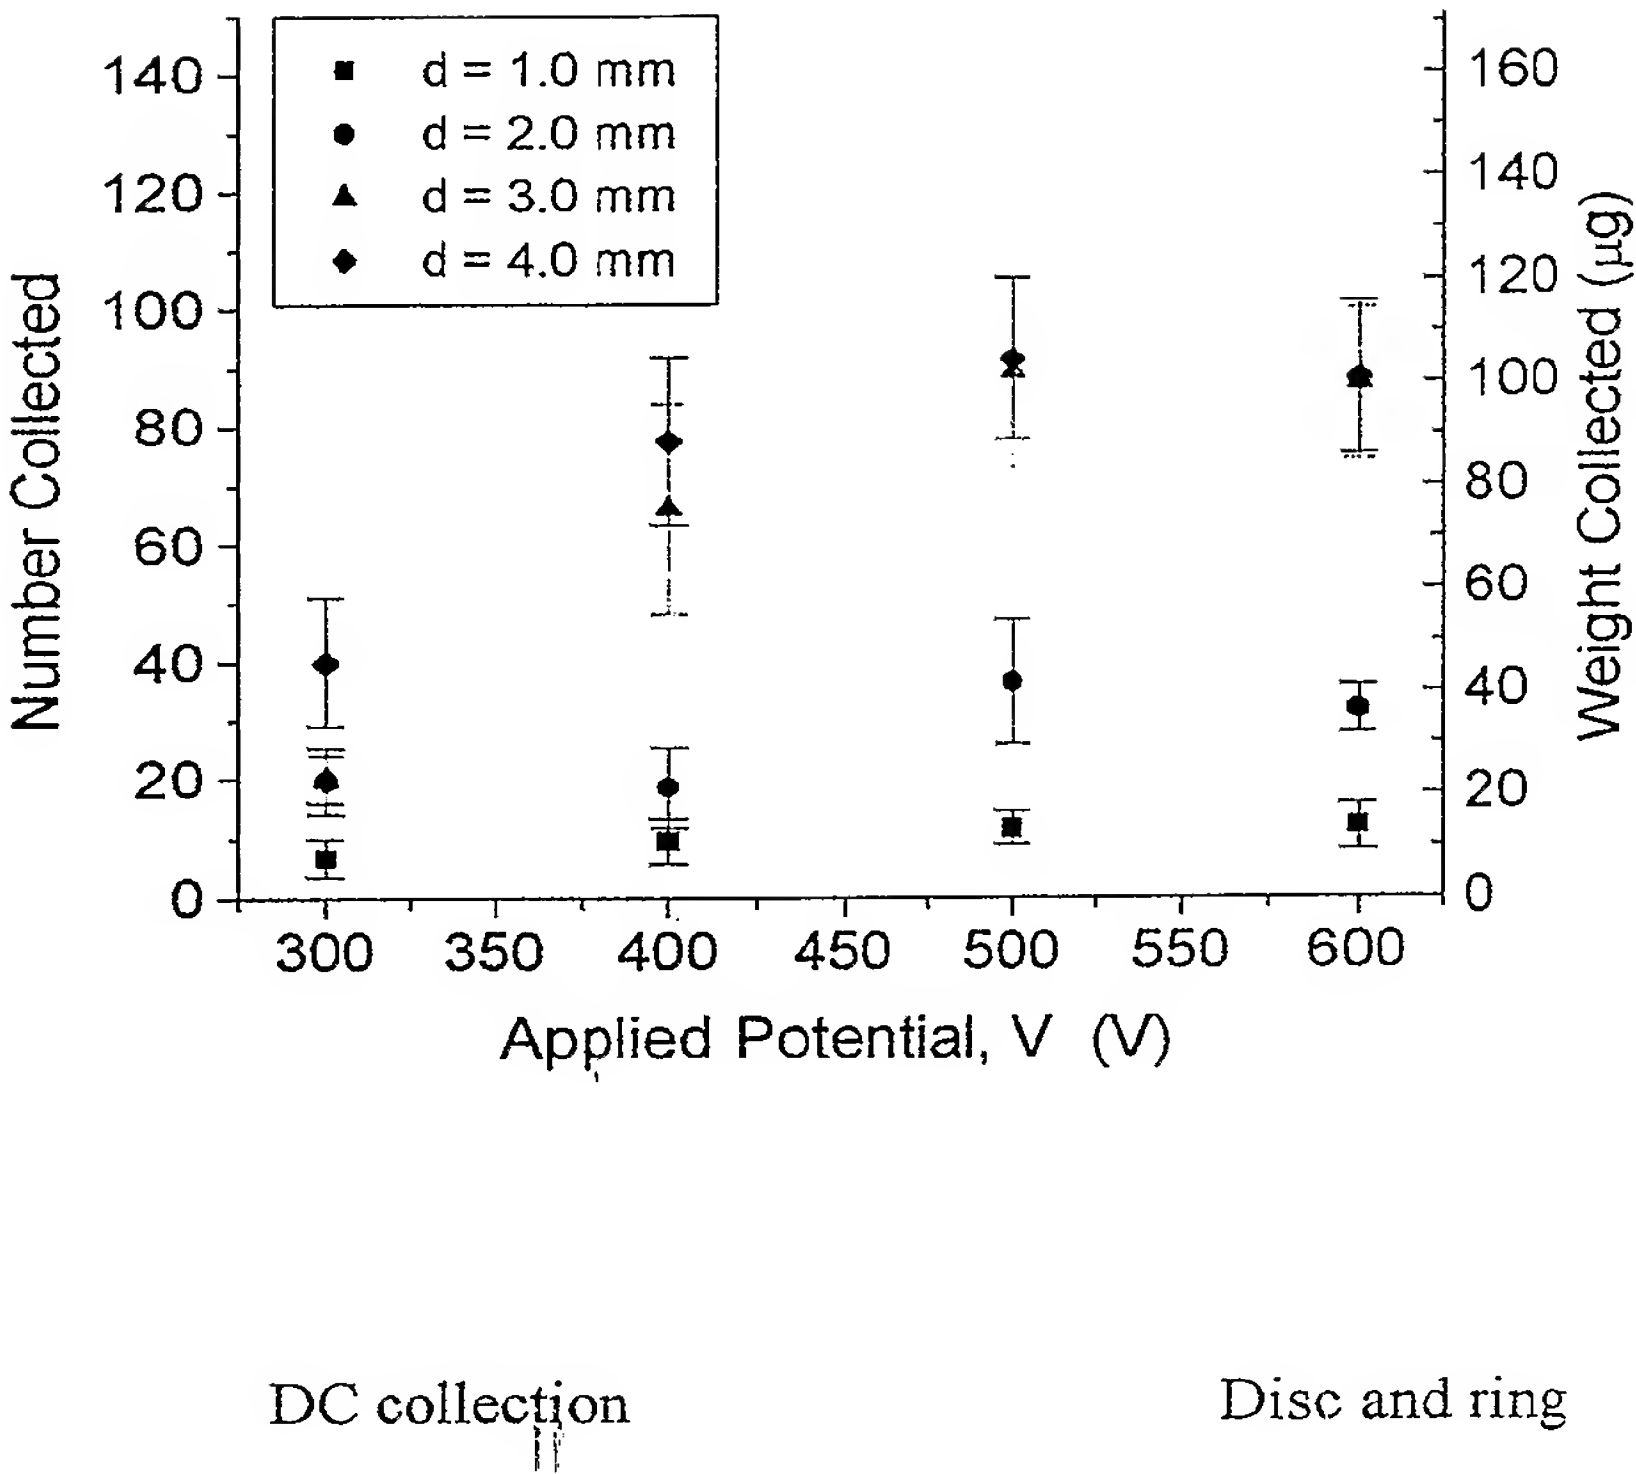 d = 1.0 mm
d = 2.0 mm
d = 3.0 mm
d = 4.0 mm
Number Collected
140
120
100
80
60
40
20
0
160
140
120
100
80
60
40
20
0
Weight Collected (μg)
300 350 400 450 500 550 600
Applied Potential, V (V)
DC collection
Disc and ring